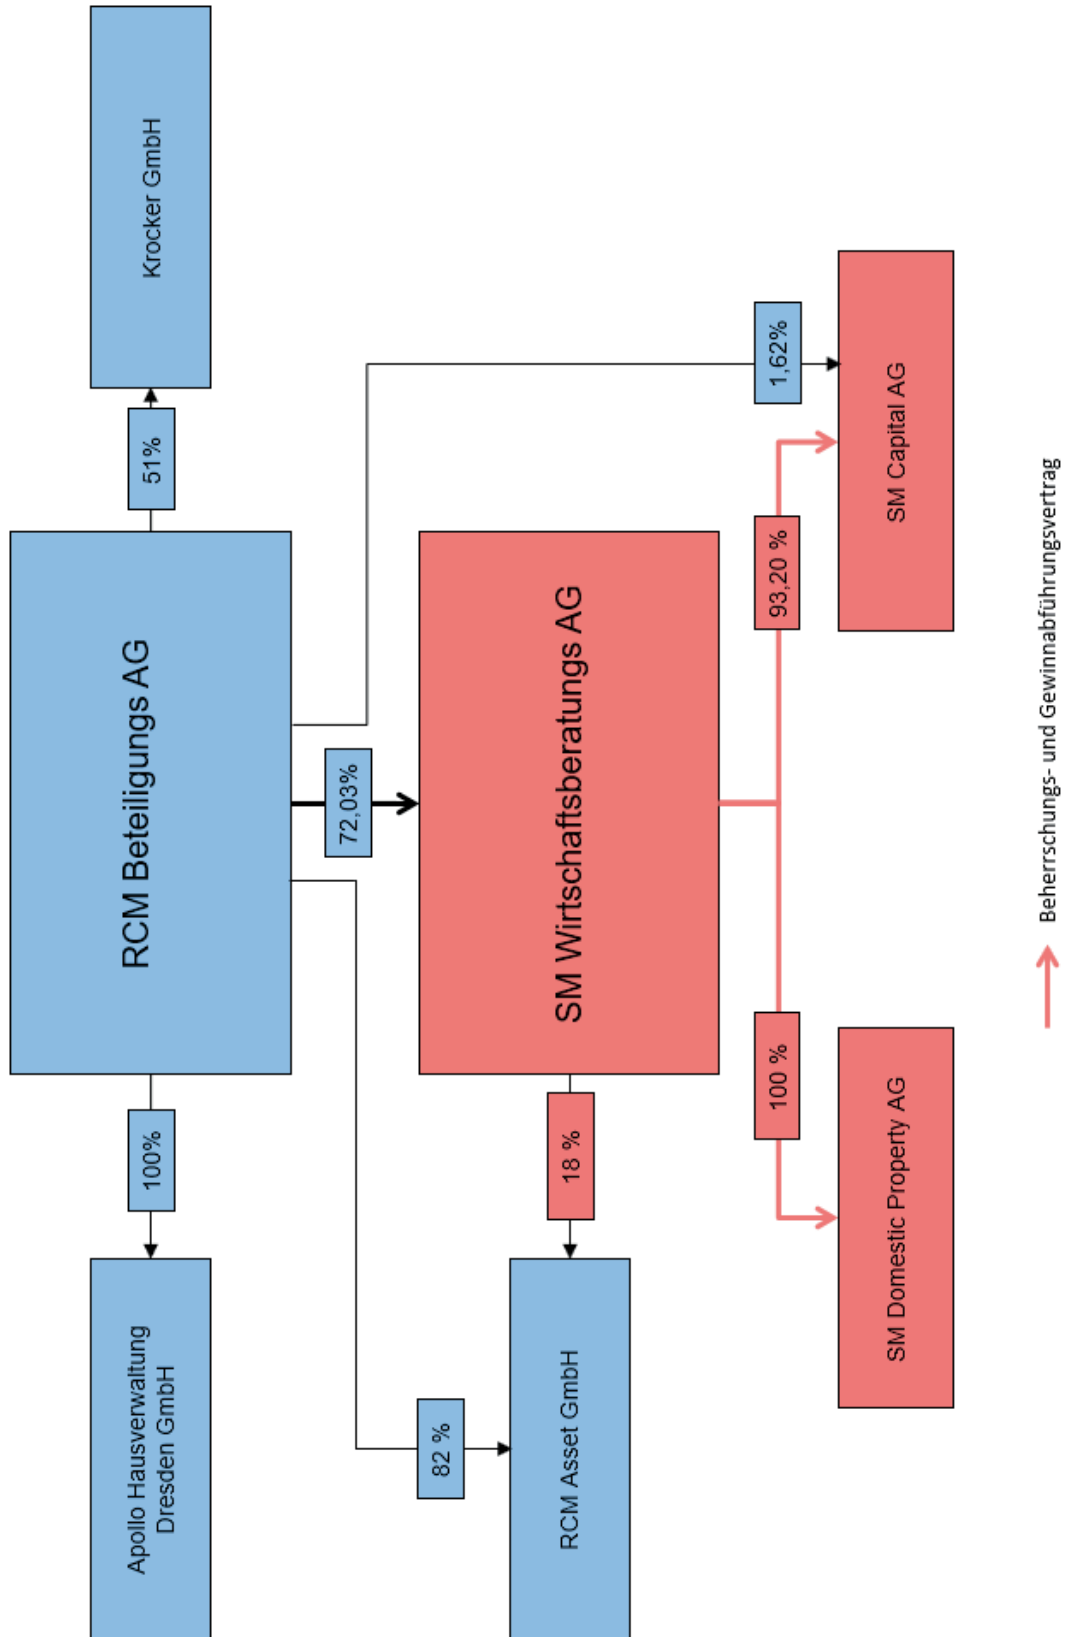 Apollo Hausverwaltung
Dresden GmbH
100%
RCM Beteiligungs AG
51%
Krocker GmbH
72,03%
82 %
RCM Asset GmbH
18 %
SM Wirtschaftsberatungs AG
1,62%
100 %
93,20 %
SM Domestic Property AG
SM Capital AG
Beherrschungs- und Gewinnabführungsvertrag